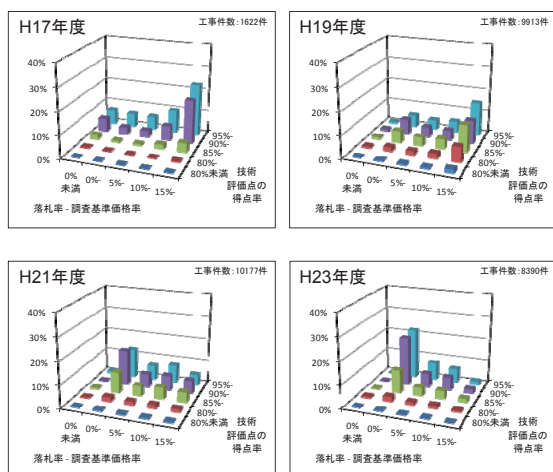 H17年度
工事件数:1622件
40%
30%
20%
10%
0%
0%
未満
0%-
5%-
10%-
15%-
95%-
90%-
85%-
80%-
80%未満
技術
評価点の
得点率
落札率 - 調査基準価格率
H19年度
工事件数:9913件
40%
30%
20%
10%
0%
0%
未満
0%-
5%-
10%-
15%-
95%-
90%-
85%-
80%-
80%未満
技術
評価点の
得点率
落札率 - 調査基準価格率
H21年度
工事件数:10177件
40%
30%
20%
10%
0%
0%
未満
0%-
5%-
10%-
15%-
95%-
90%-
85%-
80%-
80%未満
技術
評価点の
得点率
落札率 - 調査基準価格率
H23年度
工事件数:8390件
40%
30%
20%
10%
0%
0%
未満
0%-
5%-
10%-
15%-
95%-
90%-
85%-
80%-
80%未満
技術
評価点の
得点率
落札率 - 調査基準価格率